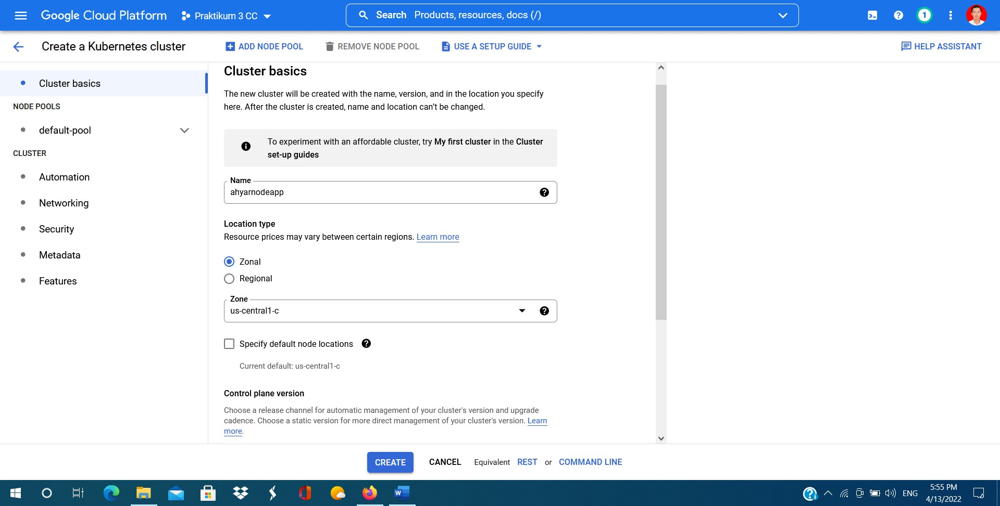 Google Cloud Platform
Praktikum 3 CC
Search Products, resources, docs (/)
1
Create a Kubernetes cluster
ADD NODE POOL
REMOVE NODE POOL
USE A SETUP GUIDE
HELP ASSISTANT
Cluster basics
NODE POOLS
default-pool
CLUSTER
Automation
Networking
Security
Metadata
Features
Cluster basics
The new cluster will be created with the name, version, and in the location you specify
here. After the cluster is created, name and location can’t be changed.
To experiment with an affordable cluster, try My first cluster in the Cluster
set-up guides
Name
ahyarnodeapp
Location type
Resource prices may vary between certain regions. Learn more
Zonal
Regional
Zone
us-central1-c
Specify default node locations
Current default: us-central1-c
Control plane version
Choose a release channel for automatic management of your cluster's version and upgrade
cadence. Choose a static version for more direct management of your cluster's version. Learn
more.
CREATE
CANCEL
Equivalent REST or COMMAND LINE
W
ENG
5:55 PM
4/13/2022